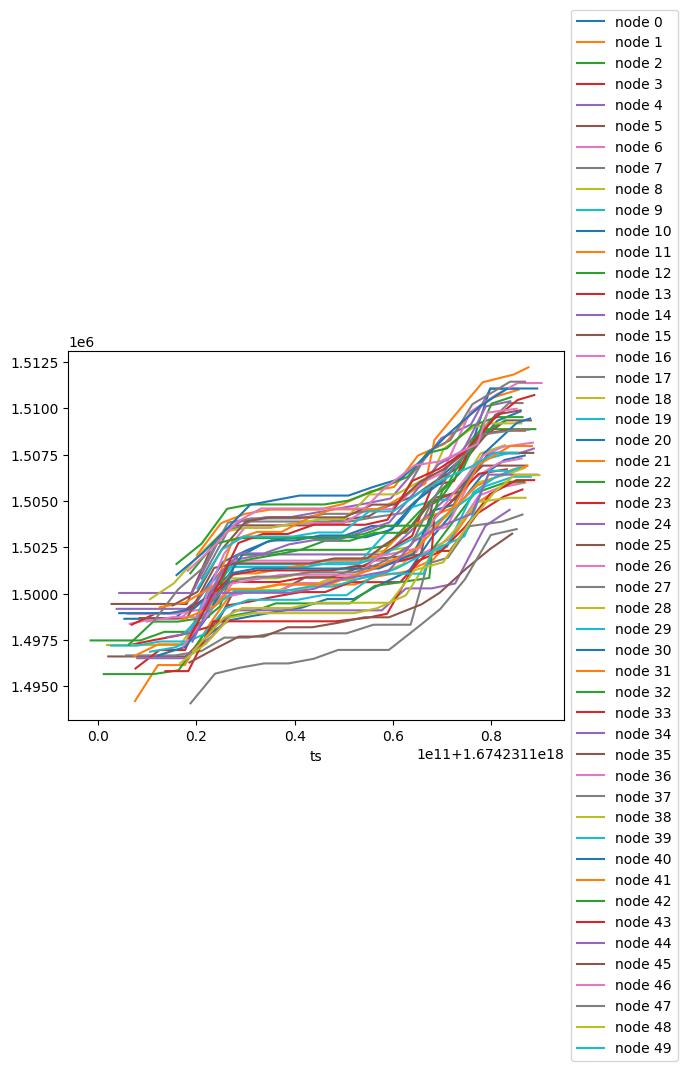 1e6
1.5125
1.5100
1.5075
1.5050
1.5025
1.5000
1.4975
1.4950
0.0 0.2 0.4 0.6 0.8
ts
1e11+1.6742311e18
node 0
node 1
node 2
node 3
node 4
node 5
node 6
node 7
node 8
node 9
node 10
node 11
node 12
node 13
node 14
node 15
node 16
node 17
node 18
node 19
node 20
node 21
node 22
node 23
node 24
node 25
node 26
node 27
node 28
node 29
node 30
node 31
node 32
node 33
node 34
node 35
node 36
node 37
node 38
node 39
node 40
node 41
node 42
node 43
node 44
node 45
node 46
node 47
node 48
node 49